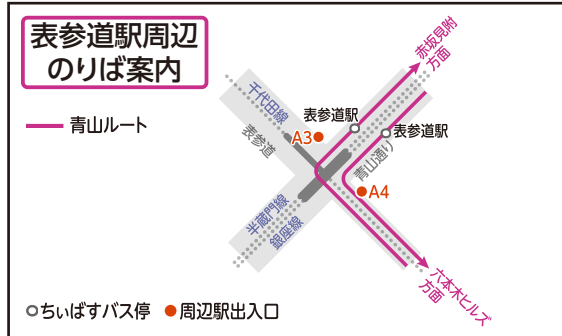 表参道駅周辺
のりば案内
青山ルート
赤坂見附
方面
千代田線
表参道
表参道駅
A3
表参道駅
青山通り
A4
半蔵門線
銀座線
六本木ヒルズ
方面
ちぃばすバス停
周辺駅出入口